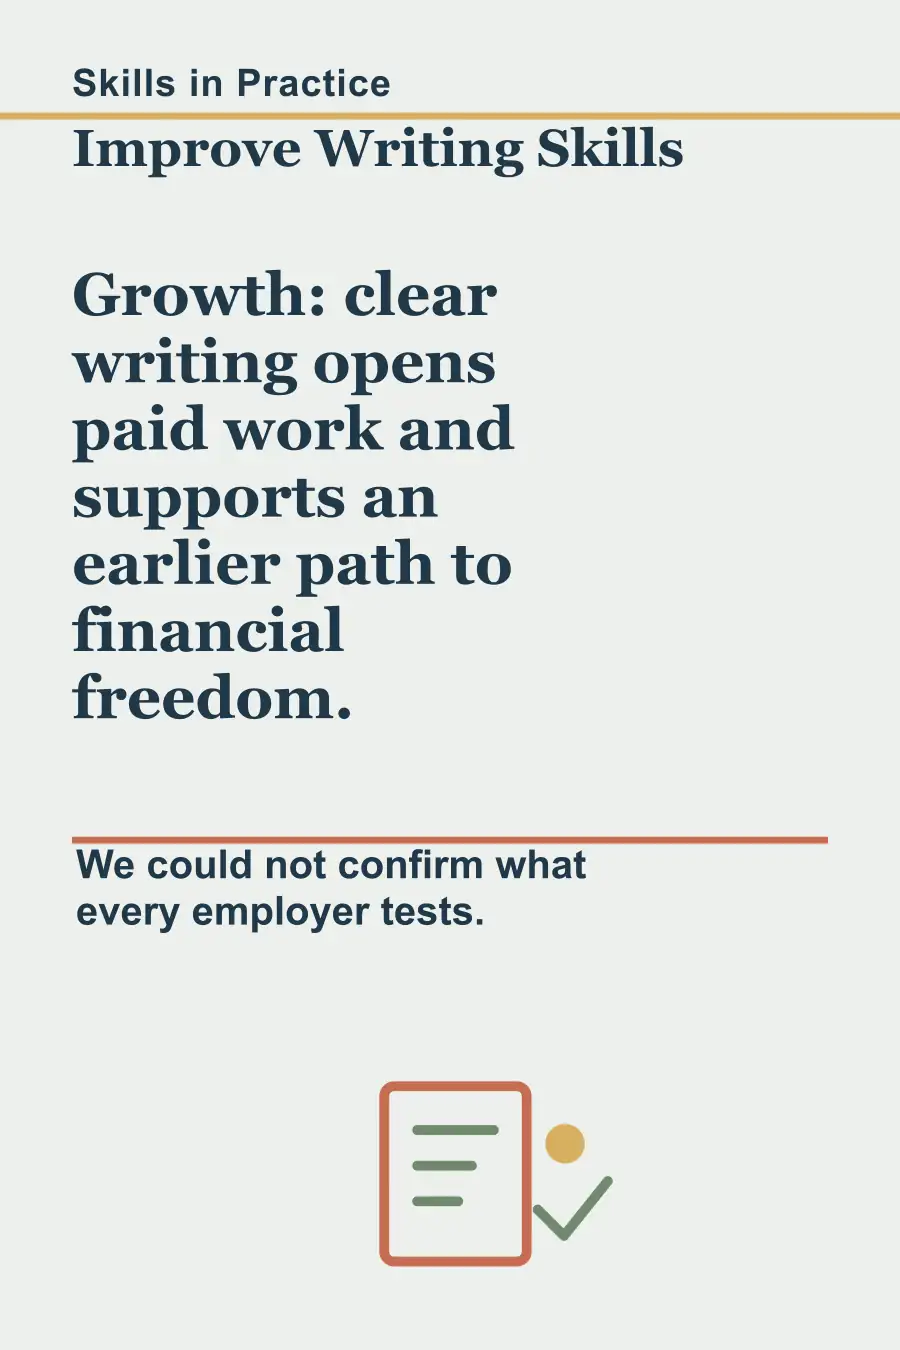 Skills in Practice
Improve Writing Skills
Growth: clear
writing opens
paid work and
supports an
earlier path to
financial
freedom.
We could not confirm what
every employer tests.